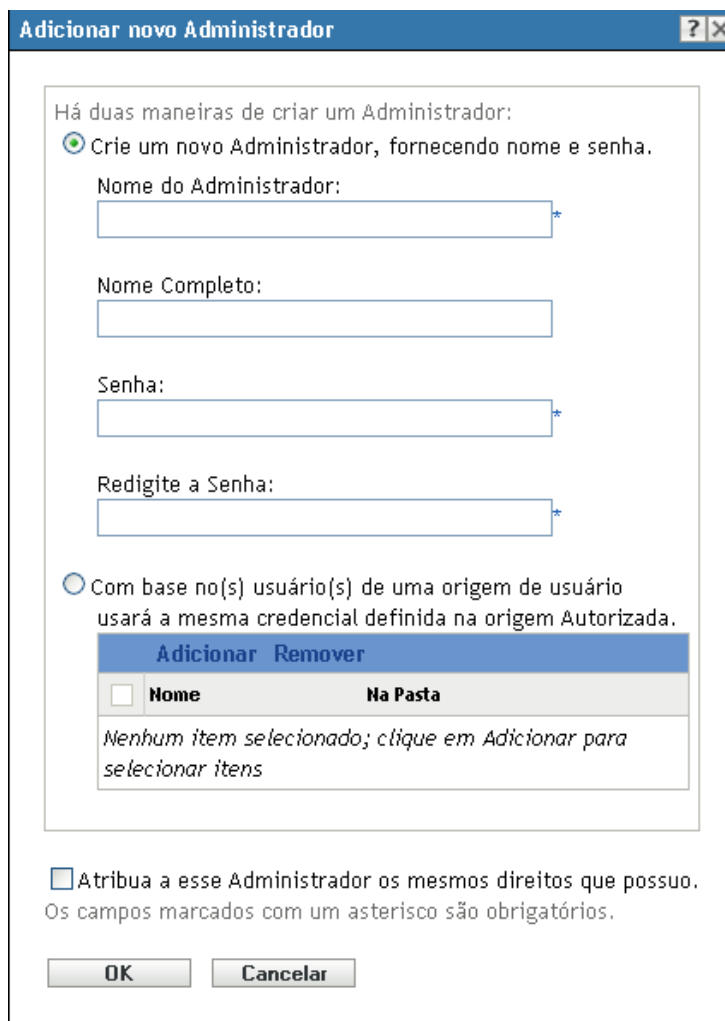 Adicionar novo Administrador
Há duas maneiras de criar um Administrador:
Crie um novo Administrador, fornecendo nome e senha.
Nome do Administrador:
*
Nome Completo:
Senha:
*
Redigite a Senha:
*
Com base no(s) usuário(s) de uma origem de usuário
usará a mesma credencial definida na origem Autorizada.
Adicionar Remover
Nome Na Pasta
Nenhum item selecionado; clique em Adicionar para
selecionar itens
Atribua a esse Administrador os mesmos direitos que possuo.
Os campos marcados com um asterisco são obrigatórios.
OK Cancelar